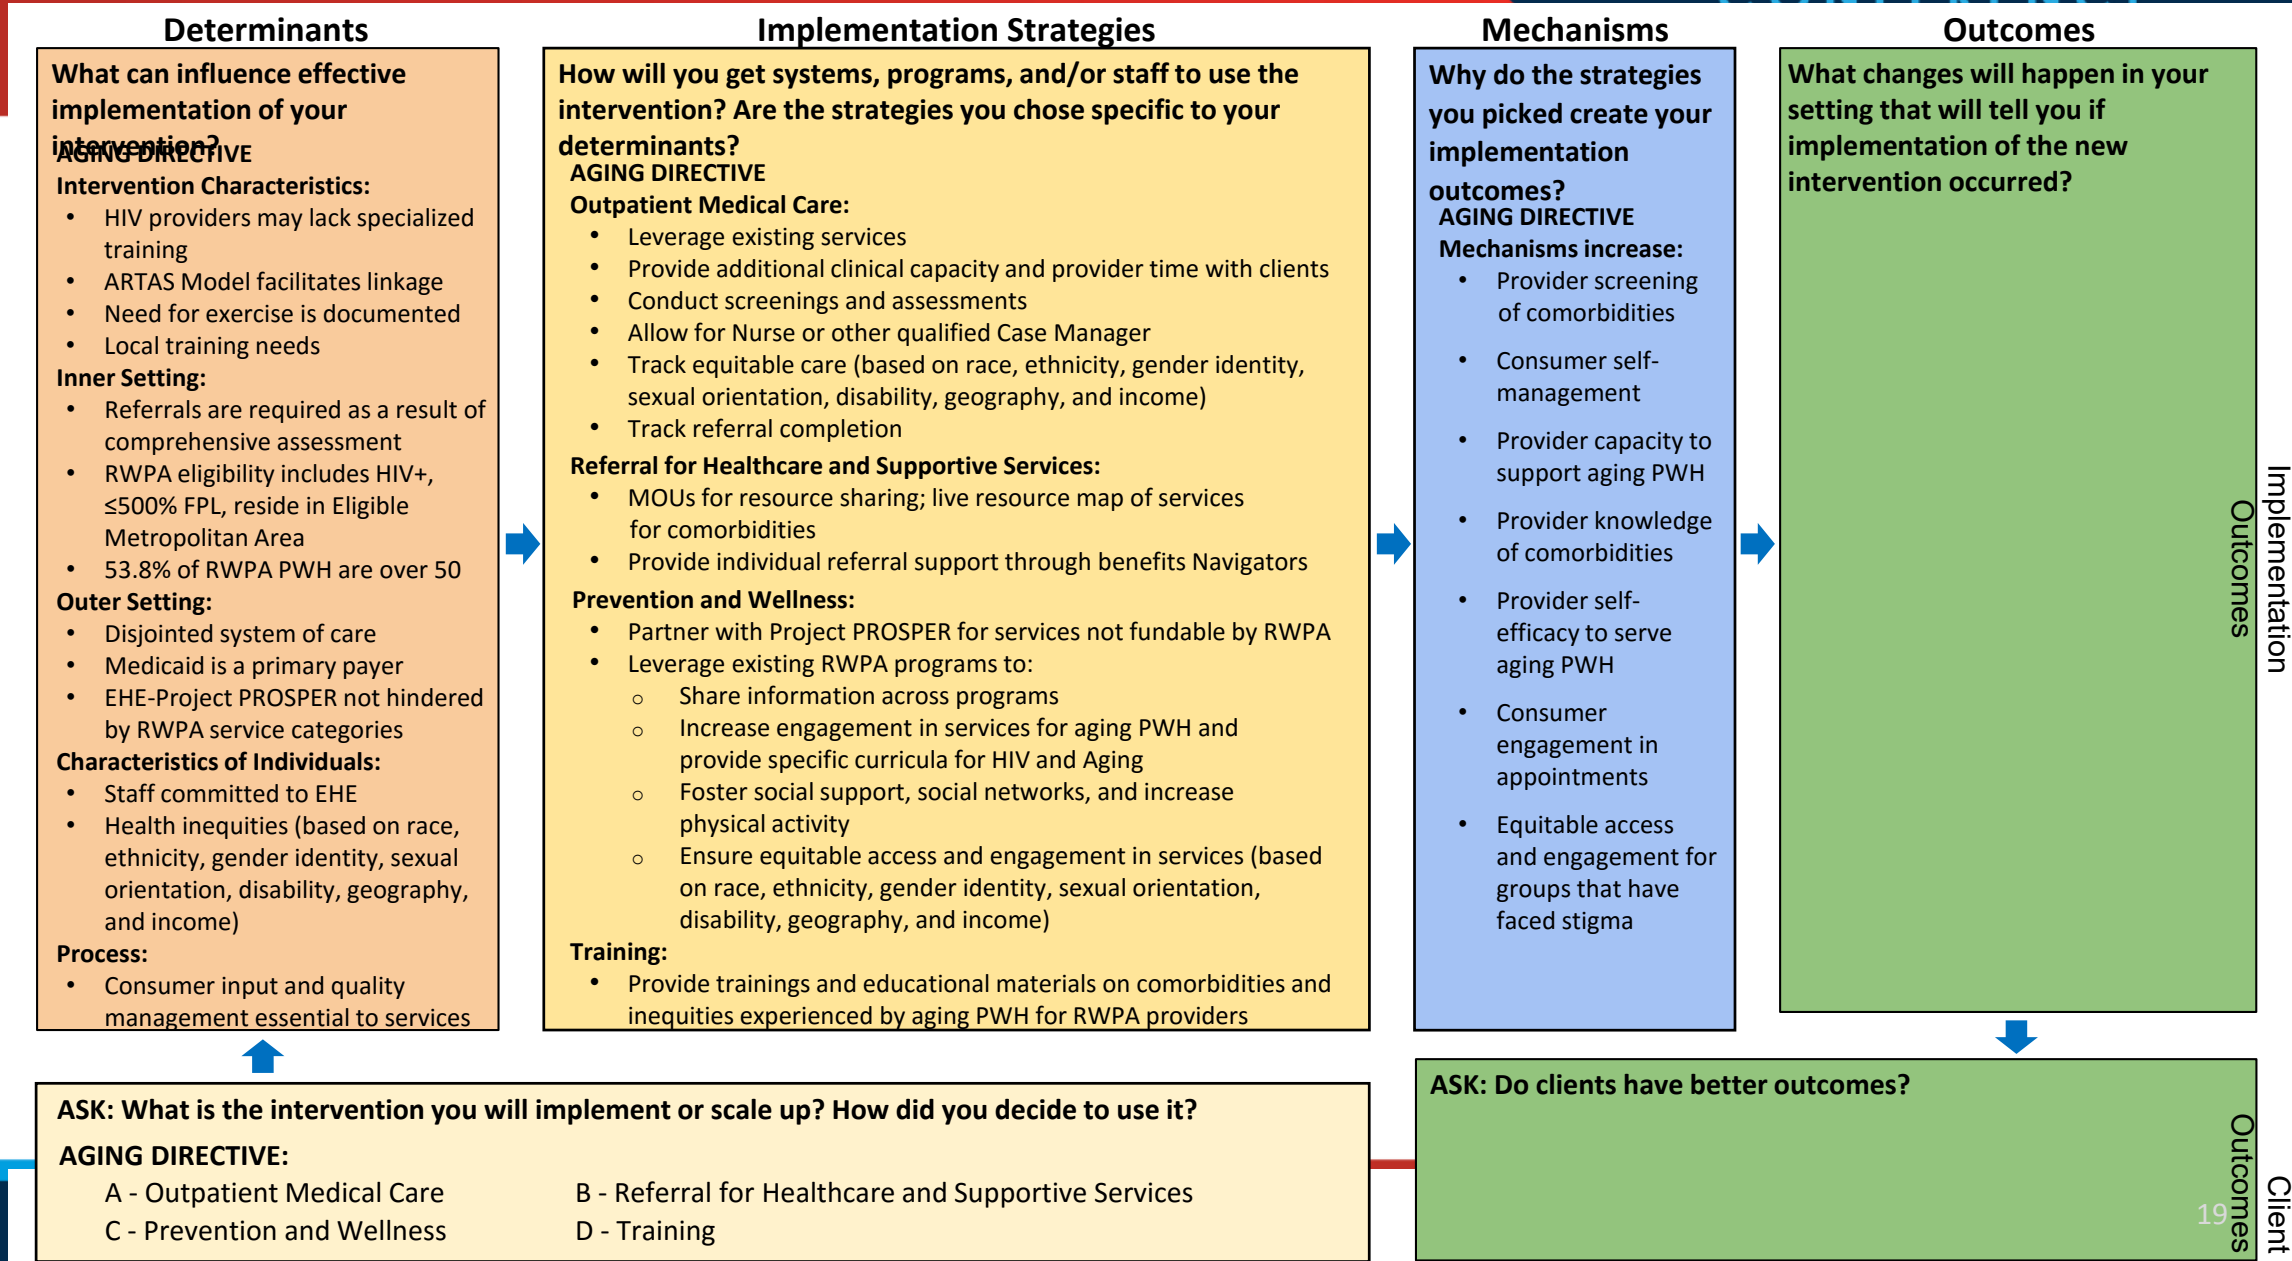 Determinants
What can influence effective
implementation of your
intervention?
AGING DIRECTIVE
Intervention Characteristics:
• HIV providers may lack specialized
training
• ARTAS Model facilitates linkage
• Need for exercise is documented
• Local training needs
Inner Setting:
• Referrals are required as a result of
comprehensive assessment
• RWPA eligibility includes HIV+,
≤500% FPL, reside in Eligible
Metropolitan Area
• 53.8% of RWPA PWH are over 50
Outer Setting:
• Disjointed system of care
• Medicaid is a primary payer
• EHE-Project PROSPER not hindered
by RWPA service categories
Characteristics of Individuals:
• Staff committed to EHE
• Health inequities (based on race,
ethnicity, gender identity, sexual
orientation, disability, geography,
and income)
Process:
• Consumer input and quality
management essential to services
Implementation Strategies
How will you get systems, programs, and/or staff to use the
intervention? Are the strategies you chose specific to your
determinants?
AGING DIRECTIVE
Outpatient Medical Care:
• Leverage existing services
• Provide additional clinical capacity and provider time with clients
• Conduct screenings and assessments
• Allow for Nurse or other qualified Case Manager
• Track equitable care (based on race, ethnicity, gender identity,
sexual orientation, disability, geography, and income)
• Track referral completion
Referral for Healthcare and Supportive Services:
• MOUs for resource sharing; live resource map of services
for comorbidities
• Provide individual referral support through benefits Navigators
Prevention and Wellness:
• Partner with Project PROSPER for services not fundable by RWPA
• Leverage existing RWPA programs to:
o Share information across programs
o Increase engagement in services for aging PWH and
provide specific curricula for HIV and Aging
o Foster social support, social networks, and increase
physical activity
o Ensure equitable access and engagement in services (based
on race, ethnicity, gender identity, sexual orientation,
disability, geography, and income)
Training:
• Provide trainings and educational materials on comorbidities and
inequities experienced by aging PWH for RWPA providers
Mechanisms
Why do the strategies
you picked create your
implementation
outcomes?
AGING DIRECTIVE
Mechanisms increase:
• Provider screening
of comorbidities
• Consumer self-
management
• Provider capacity to
support aging PWH
• Provider knowledge
of comorbidities
• Provider self-
efficacy to serve
aging PWH
• Consumer
engagement in
appointments
• Equitable access
and engagement for
groups that have
faced stigma
Outcomes
What changes will happen in your
setting that will tell you if
implementation of the new
intervention occurred?
Implementation
Outcomes
ASK: What is the intervention you will implement or scale up? How did you decide to use it?
AGING DIRECTIVE:
A - Outpatient Medical Care
B - Referral for Healthcare and Supportive Services
C - Prevention and Wellness
D - Training
ASK: Do clients have better outcomes?
Client
Outcomes
19